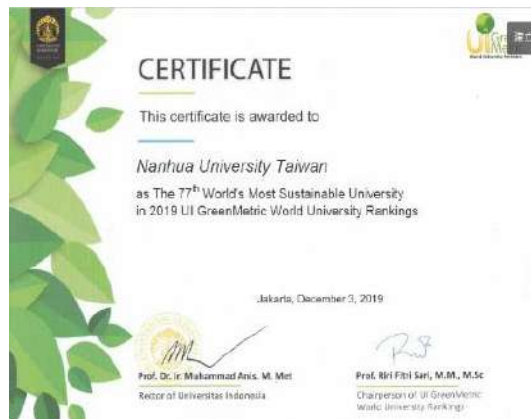 CERTIFICATE
This certificate is awarded to
Nanhua University Taiwan
as The 77th World's Most Sustainable University
in 2019 UI GreenMetric World University Rankings
Jakarta, December 3, 2019
Prof. Dr. Ir. Muhammad Anis. M. Met
Rector of Universitas Indonesia
Prof. Riri Fitri Sari, M.M., M.Sc
Chairperson of UI GreenMetric
World University Rankings